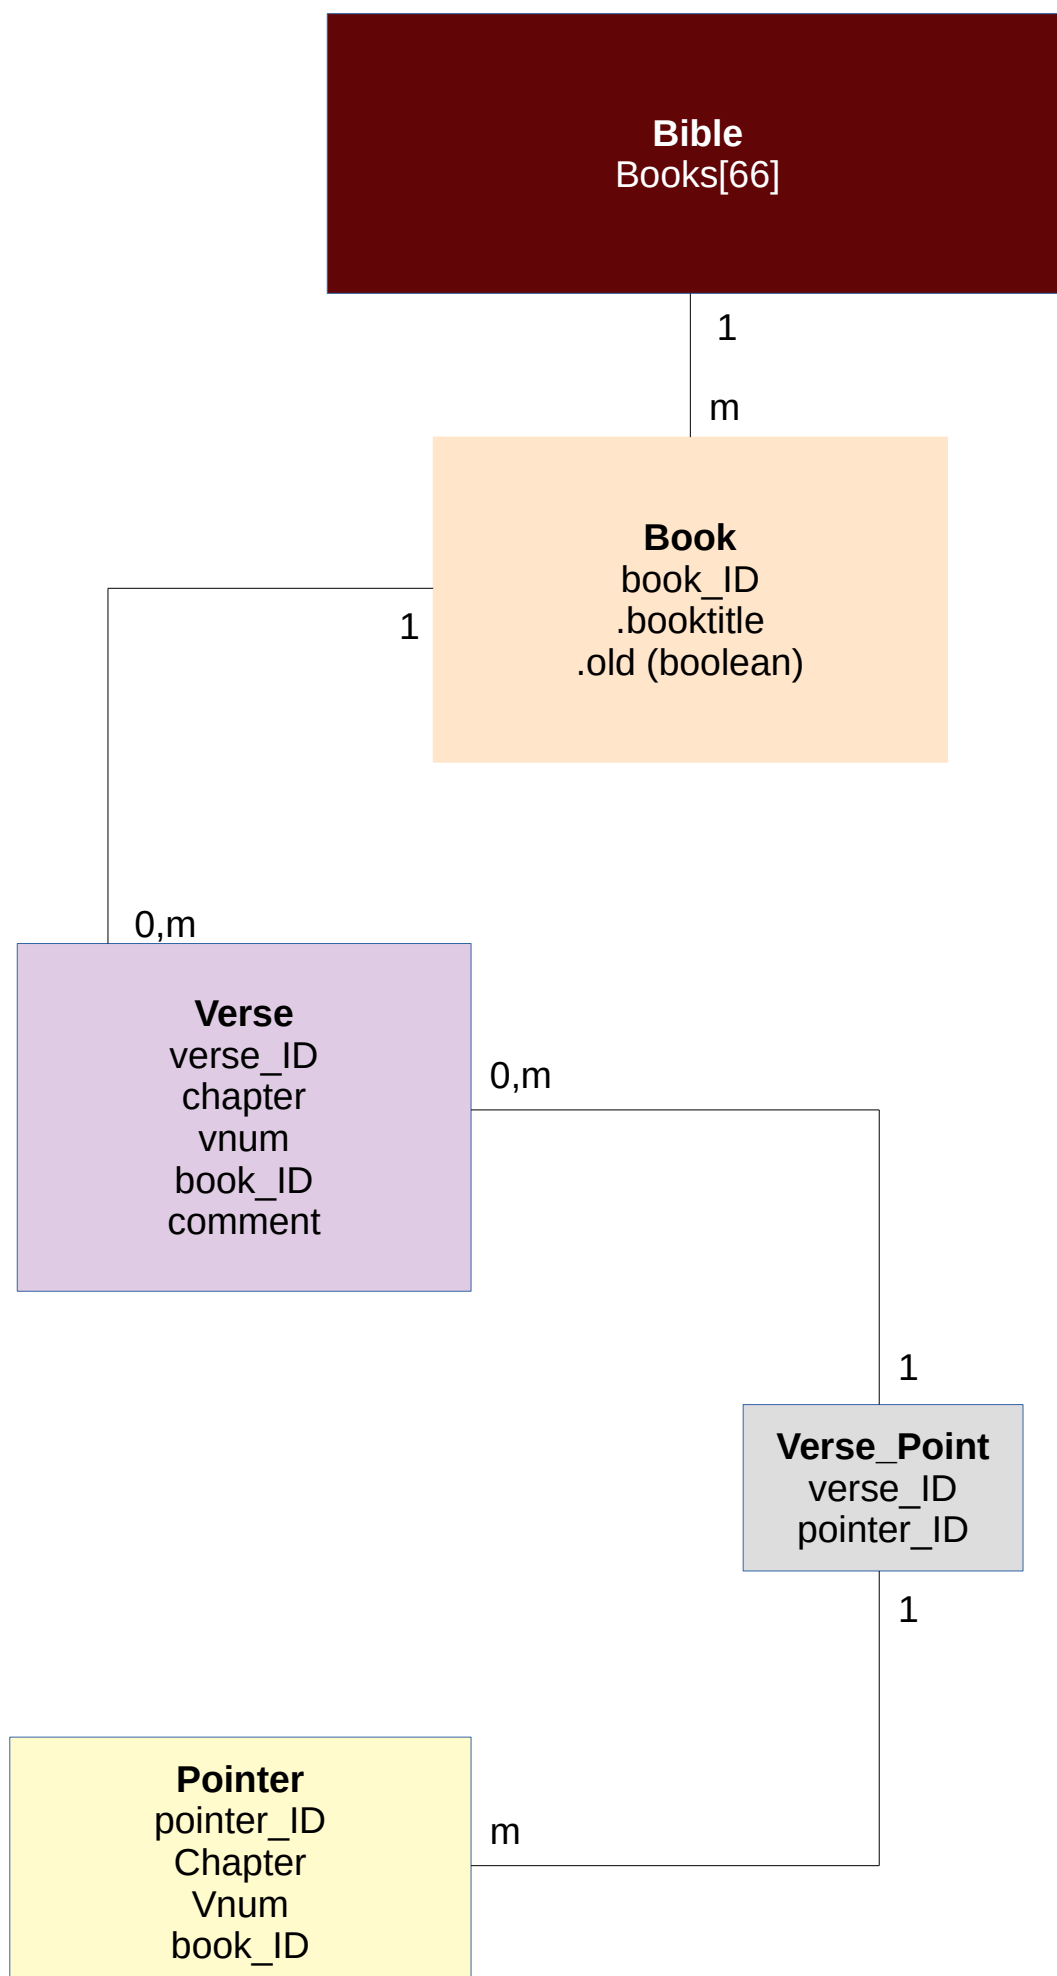 Bible
Books[66]
1
m
Book
book_ID
.booktitle
.old (boolean)
1
0,m
Verse
verse_ID
chapter
vnum
book_ID
comment
0,m
1
Verse_Point
verse_ID
pointer_ID
1
Pointer
pointer_ID
Chapter
Vnum
book_ID
m